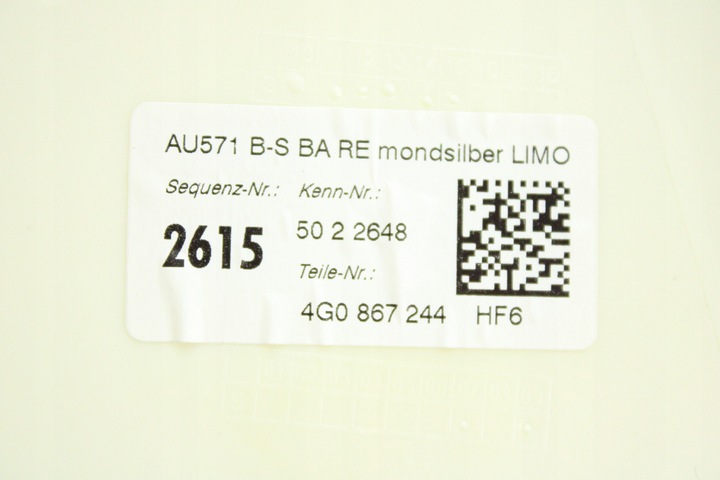 AU571 B-S BA RE mondsilber LIMO
Sequenz-Nr.: Kenn-Nr.:
2615 50 2 2648
Teile-Nr.:
4G0 867 244 HF6